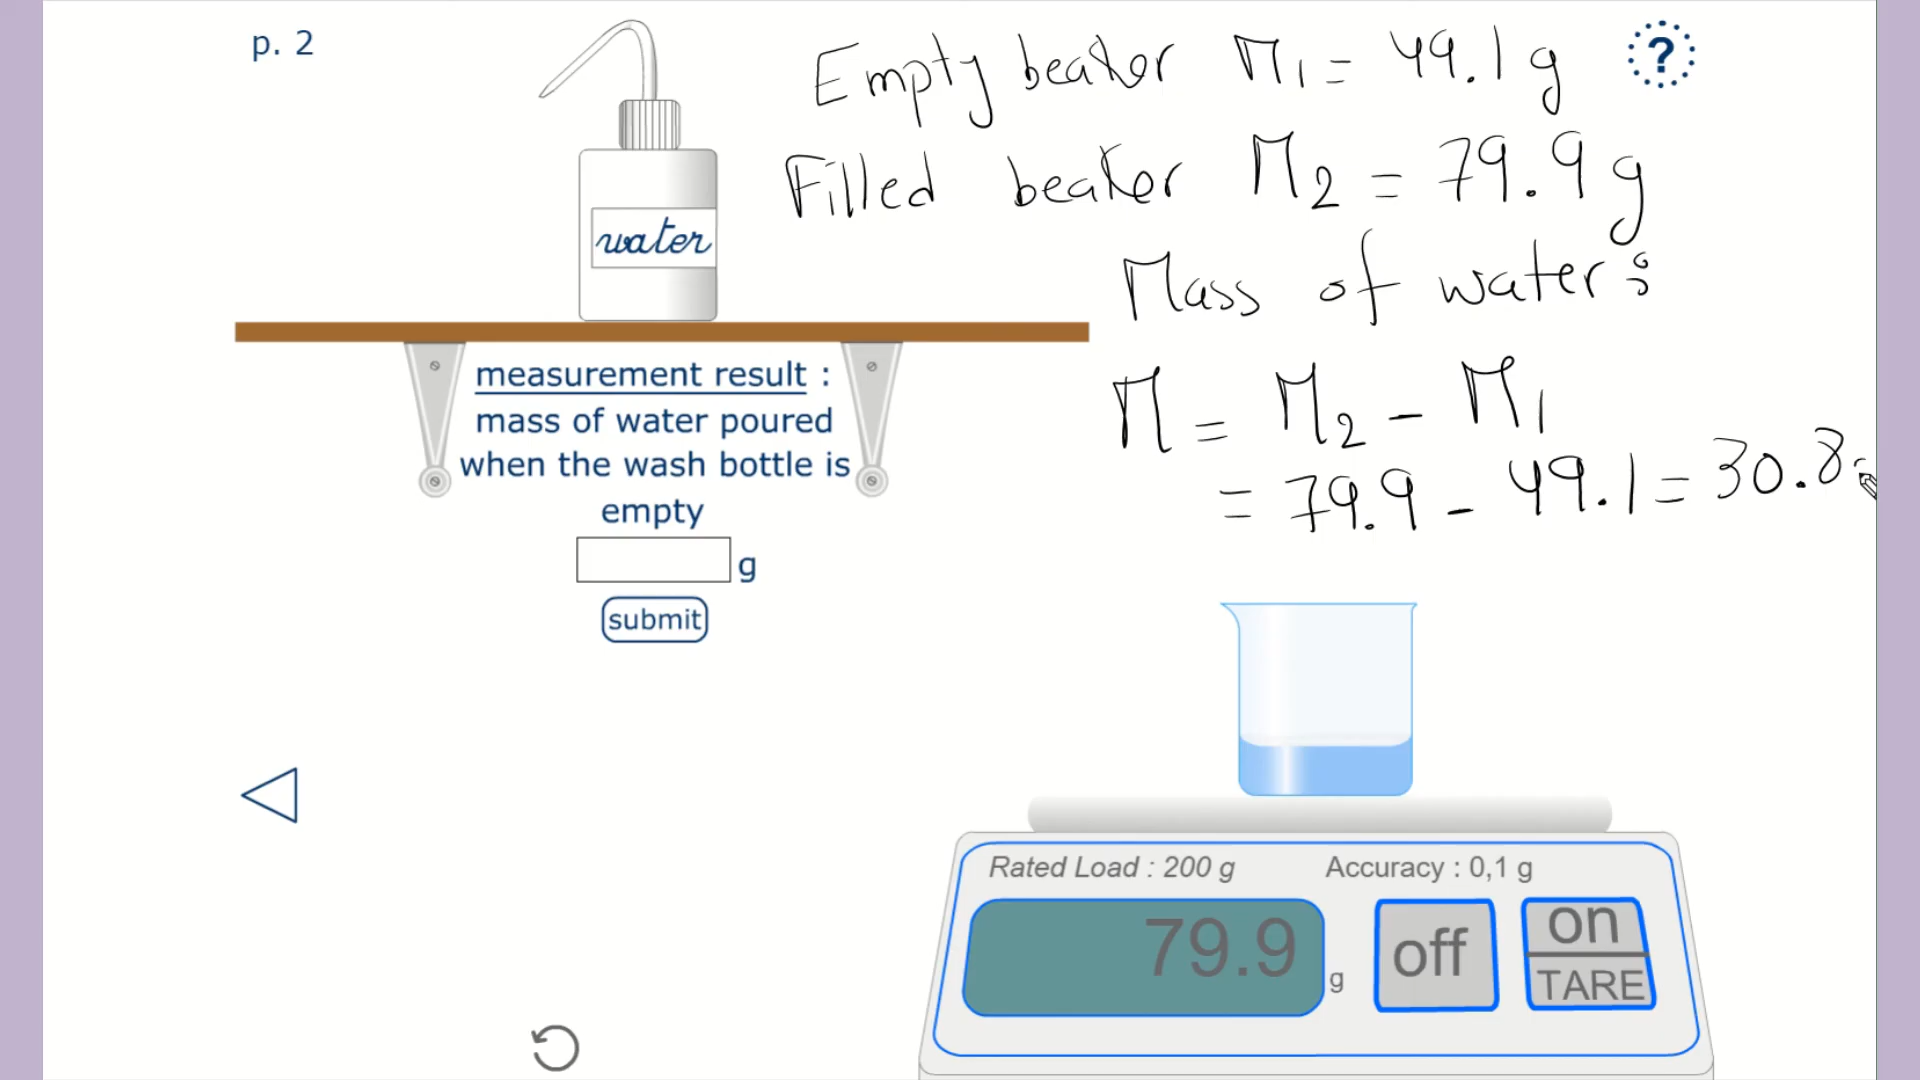 p. 2
Empty beaker M1 = 49.1 g
?
Filled beaker M2 = 79.9 g
water
Mass of water :
measurement result :
mass of water poured
when the wash bottle is
empty
g
submit
M = M2 - M1
= 79.9 - 49.1 = 30.8
Rated Load : 200 g
Accuracy : 0,1 g
79.9
g
off
on
TARE